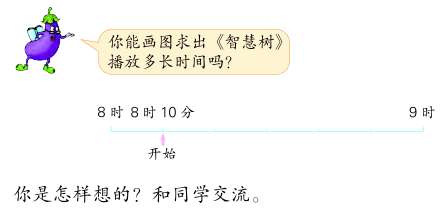 你能画图求出《智慧树》
播放多长时间吗？
8时 8时10分 9时
开始
你是怎样想的？和同学交流。